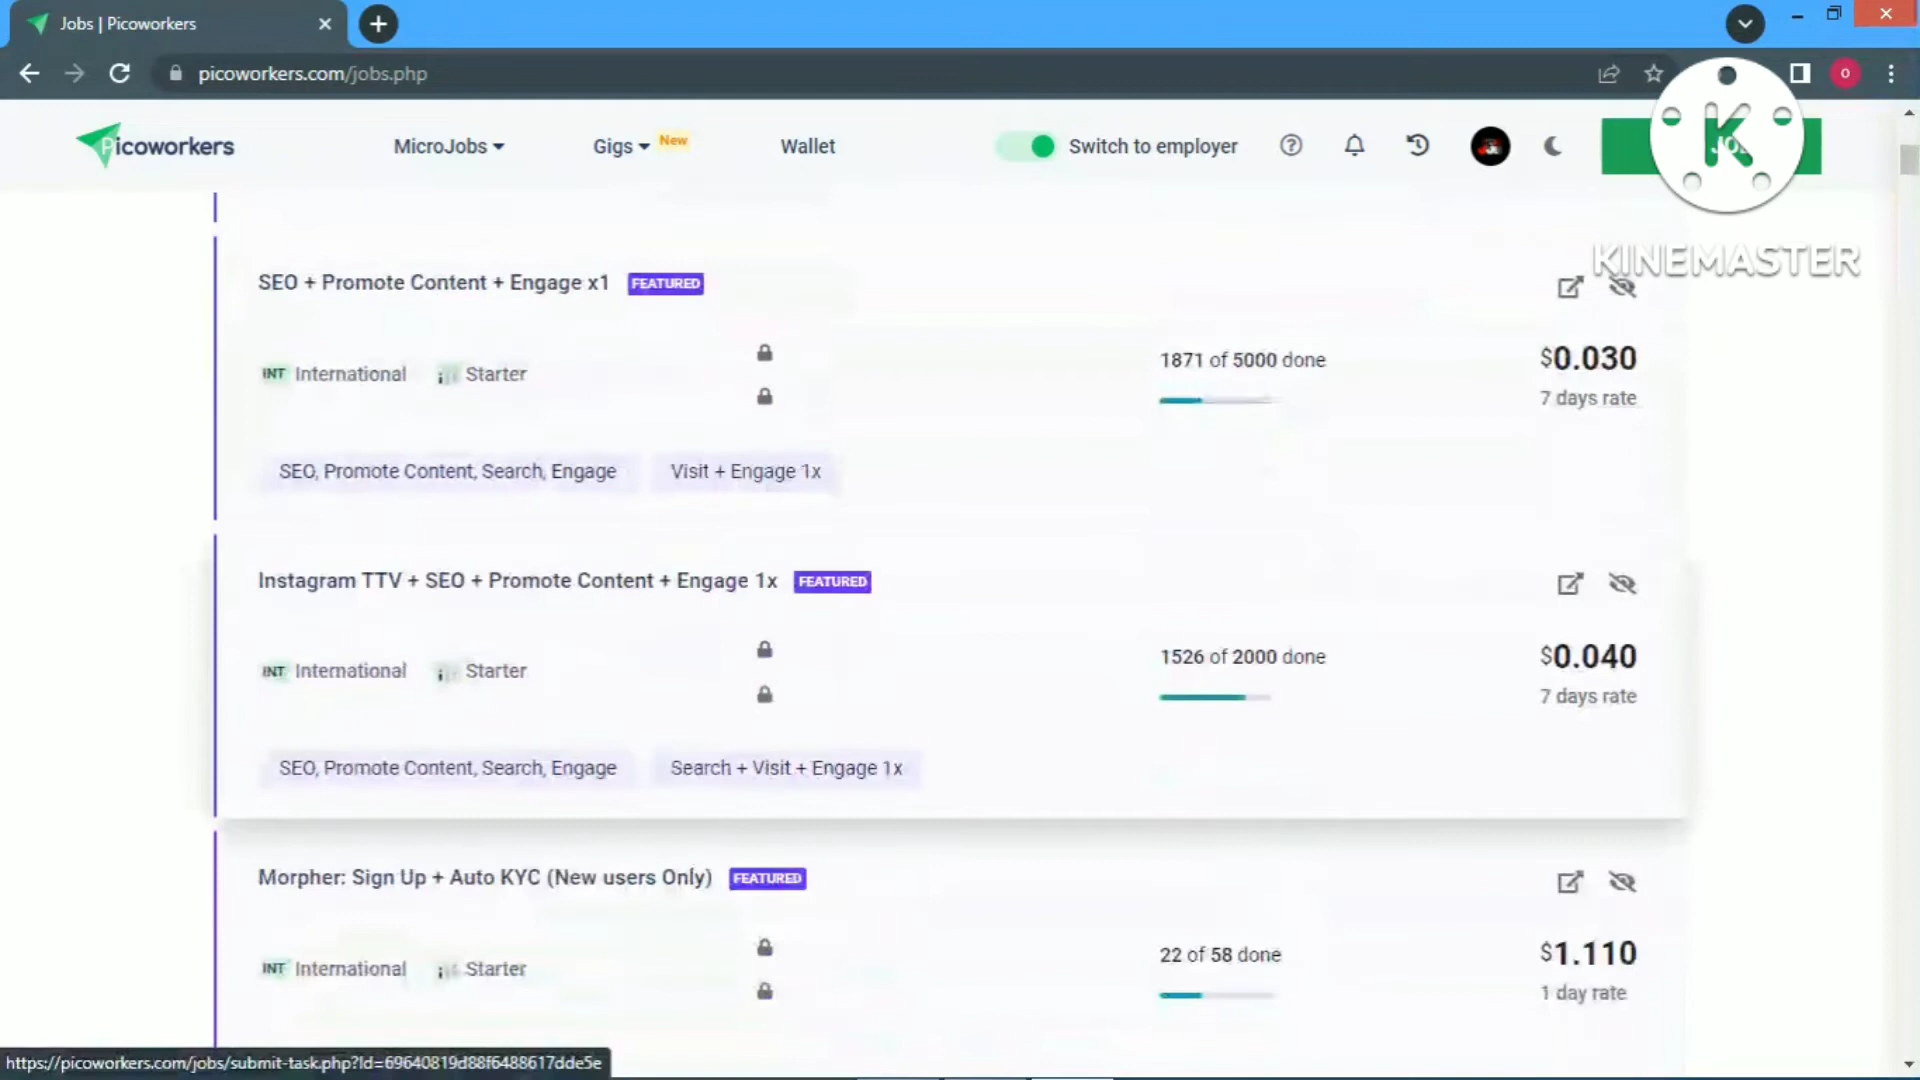 Jobs | Picoworkers
picoworkers.com/jobs.php
Picoworkers
MicroJobs
Gigs
New
Wallet
Switch to employer
JO
K
KINEMASTER
SEO + Promote Content + Engage x1 FEATURED
INT International Starter
1871 of 5000 done
$0.030
7 days rate
SEO, Promote Content, Search, Engage
Visit + Engage 1x
Instagram TTV + SEO + Promote Content + Engage 1x FEATURED
INT International Starter
1526 of 2000 done
$0.040
7 days rate
SEO, Promote Content, Search, Engage
Search + Visit + Engage 1x
Morpher: Sign Up + Auto KYC (New users Only) FEATURED
INT International Starter
22 of 58 done
$1.110
1 day rate
https://picoworkers.com/jobs/submit-task.php?Id=69640819d88f6488617dde5e